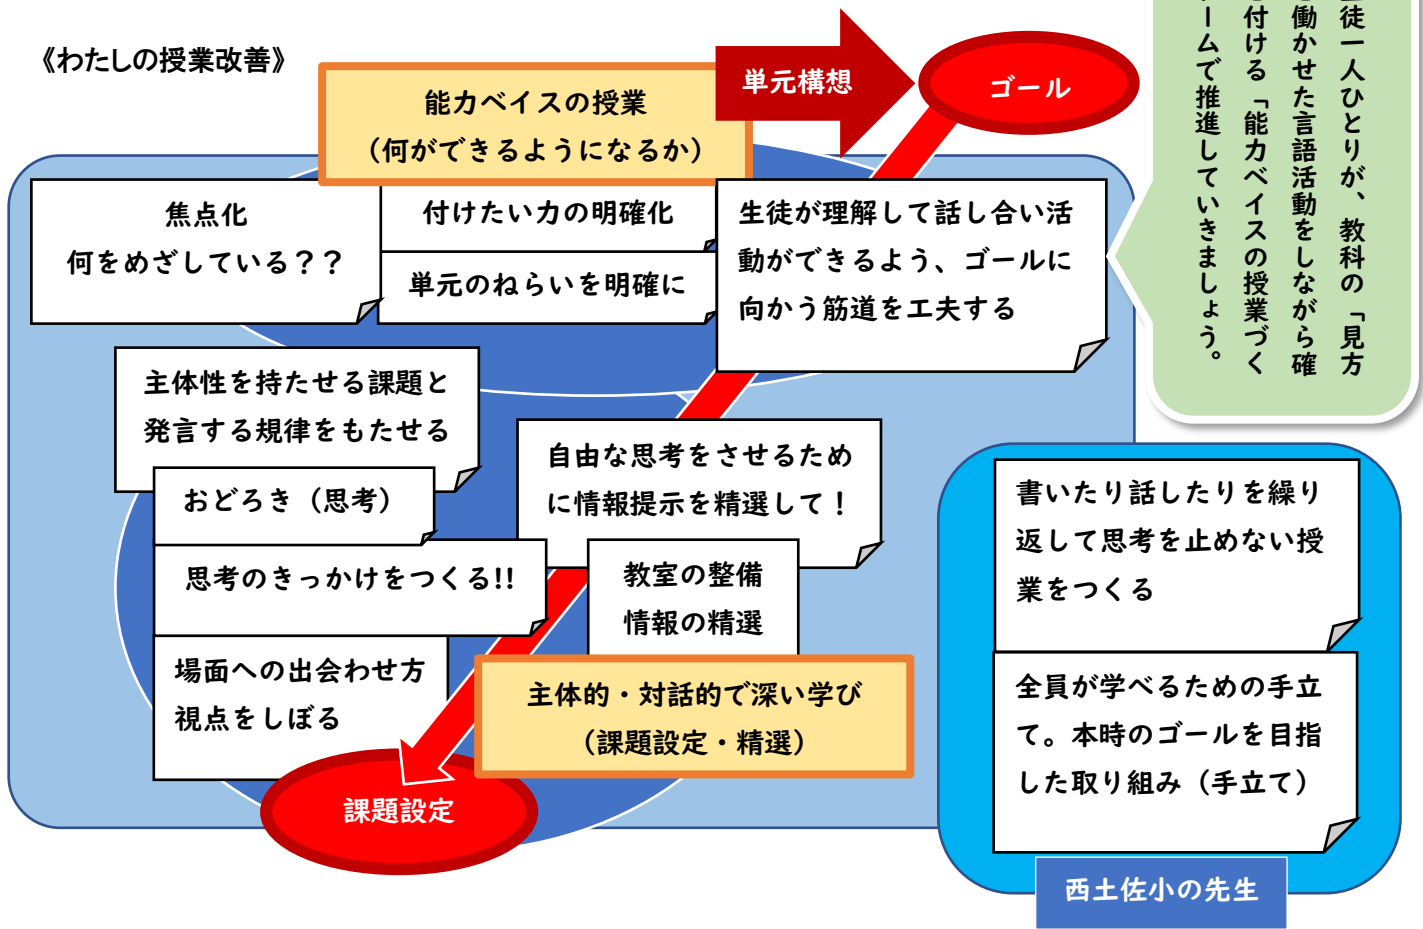 《わたしの授業改善》
能力ベイスの授業
（何ができるようになるか）
単元構想
ゴール
焦点化
何をめざしている？？
付けたい力の明確化
単元のねらいを明確に
生徒が理解して話し合い活
動ができるよう、ゴールに
向かう筋道を工夫する
徒一人ひとりが、教科の「見方
働かせた言語活動をしながら確
付ける「能力ベイスの授業づく
ームで推進していきましょう。
主体性を持たせる課題と
発言する規律をもたせる
おどろき（思考）
思考のきっかけをつくる!!
場面への出会わせ方
視点をしぼる
自由な思考をさせるため
に情報提示を精選して！
教室の整備
情報の精選
主体的・対話的で深い学び
（課題設定・精選）
課題設定
書いたり話したりを繰り
返して思考を止めない授
業をつくる
全員が学べるための手立
て。本時のゴールを目指
した取り組み（手立て）
西土佐小の先生